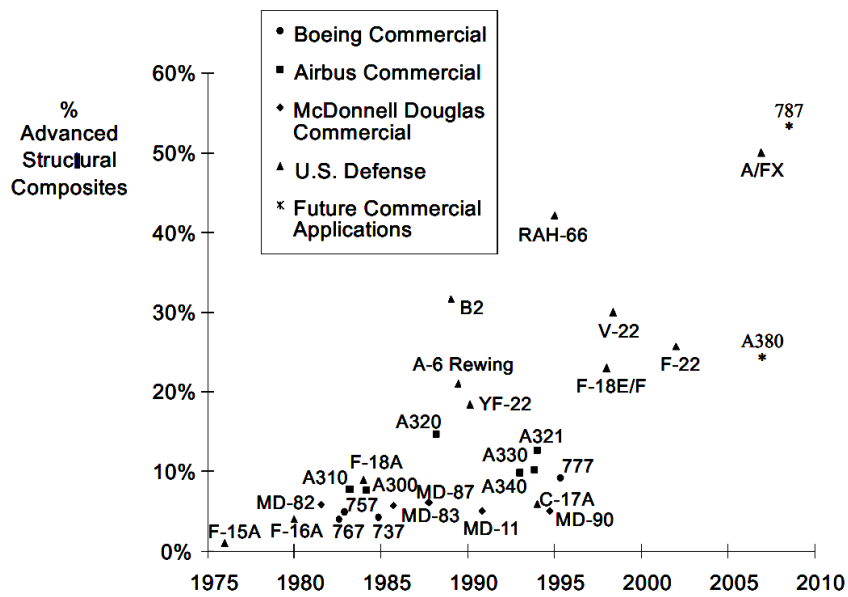 Boeing Commercial
Airbus Commercial
McDonnell Douglas
Commercial
U.S. Defense
Future Commercial
Applications
%
Advanced
Structural
Composites
60%
50%
40%
30%
20%
10%
0%
787
A/FX
RAH-66
B2
V-22
A380
F-22
A-6 Rewing
F-18E/F
YF-22
A320
A321
A330
777
F-18A
A310
A300
MD-87
A340
C-17A
MD-82
757
MD-83
MD-11
MD-90
F-15A
F-16A
767
737
1975
1980
1985
1990
1995
2000
2005
2010